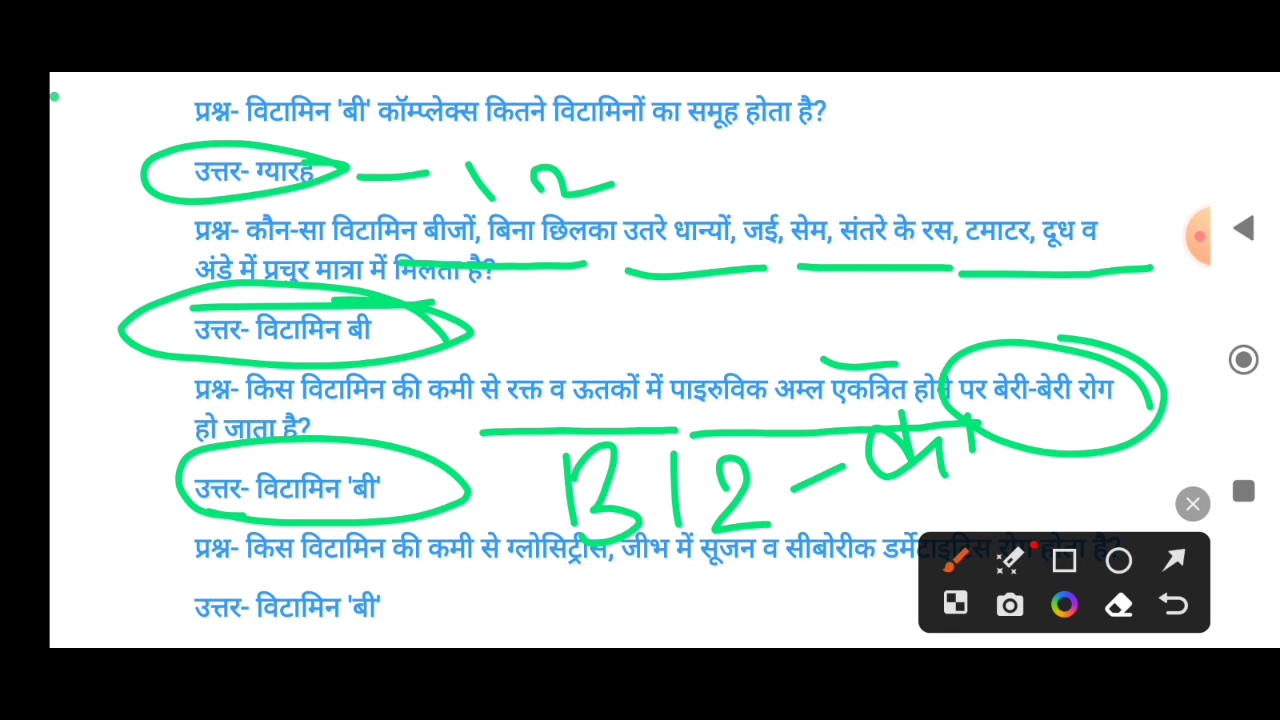 प्रश्न- विटामिन 'बी' कॉम्प्लेक्स कितने विटामिनों का समूह होता है?
उत्तर- ग्यारह – 12
प्रश्न- कौन-सा विटामिन बीजों, बिना छिलका उतरे धान्यों, जई, सेम, संतरे के रस, टमाटर, दूध व
अंडे में प्रचुर मात्रा में मिलता है?
उत्तर- विटामिन बी
प्रश्न- किस विटामिन की कमी से रक्त व ऊतकों में पाइरुविक अम्ल एकत्रित होने पर बेरी-बेरी रोग
हो जाता है?
उत्तर- विटामिन 'बी'
B12 -
प्रश्न- किस विटामिन की कमी से ग्लोसिट्रीस, जीभ में सूजन व सीबोरीक डर्मेटाइटिस रोग होता है?
उत्तर- विटामिन 'बी'